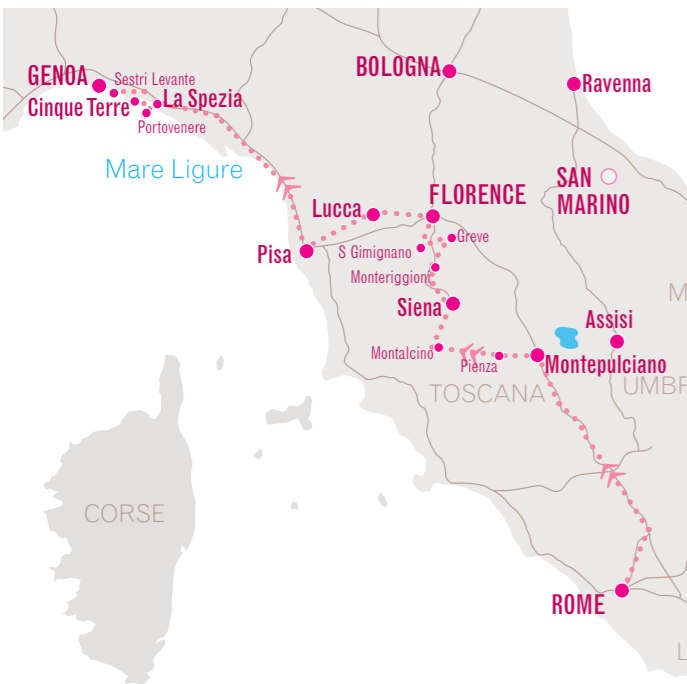 BOLOGNA
GENOA
Sestri Levante
Ravenna
Cinque Terre
La Spezia
Portovenere
Mare Ligure
SAN
MARINO
FLORENCE
Lucca
Greve
Pisa
S Gimignano
Monteriggioni
M
Siena
Assisi
Montalcino
Pienza
Montepulciano
TOSCANA
UMBR
CORSE
ROME
L